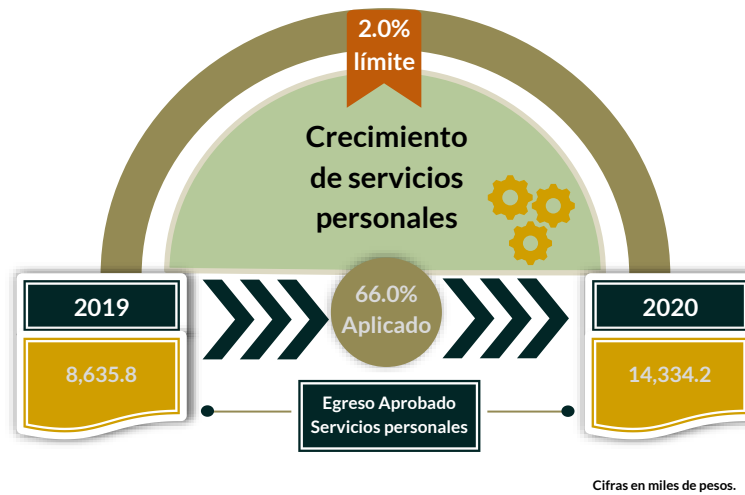 2.0%
límite
Crecimiento
de servicios
personales
2019
66.0%
Aplicado
2020
8,635.8
14,334.2
Egreso Aprobado
Servicios personales
Cifras en miles de pesos.